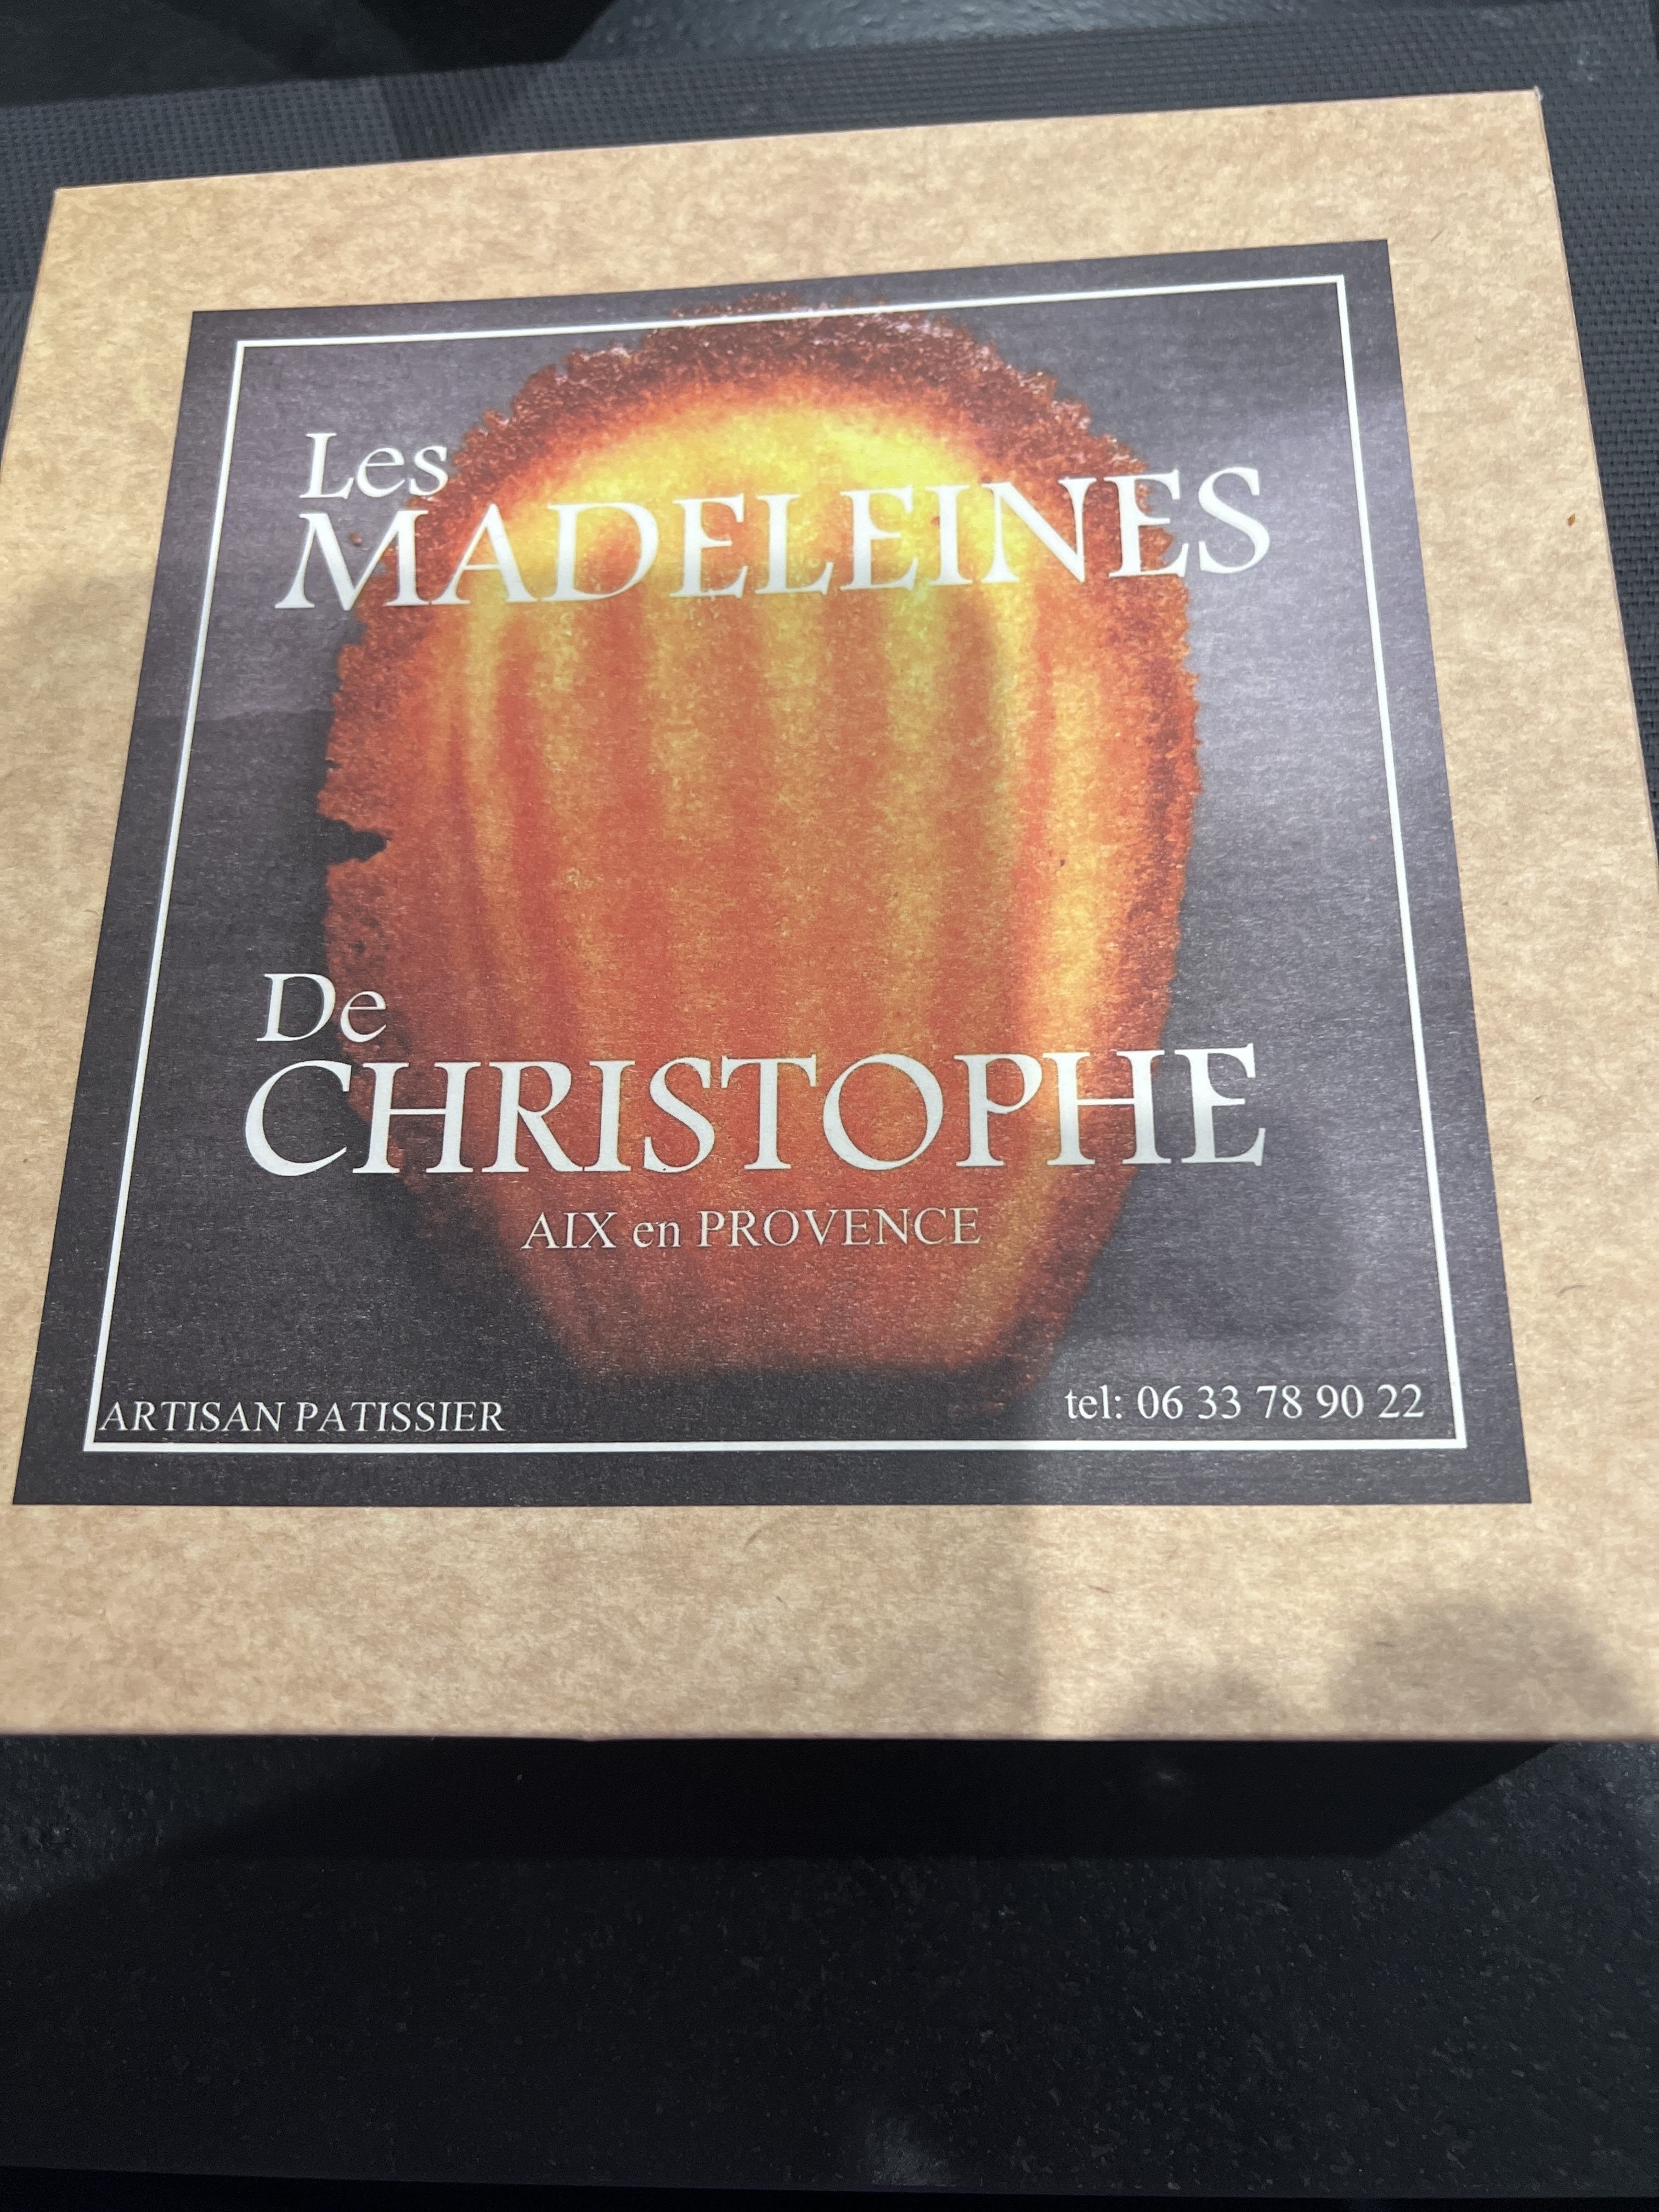 Les
MADELEINES
De
CHRISTOPHE
AIX en PROVENCE
ARTISAN PATISSIER
tel: 06 33 78 90 22